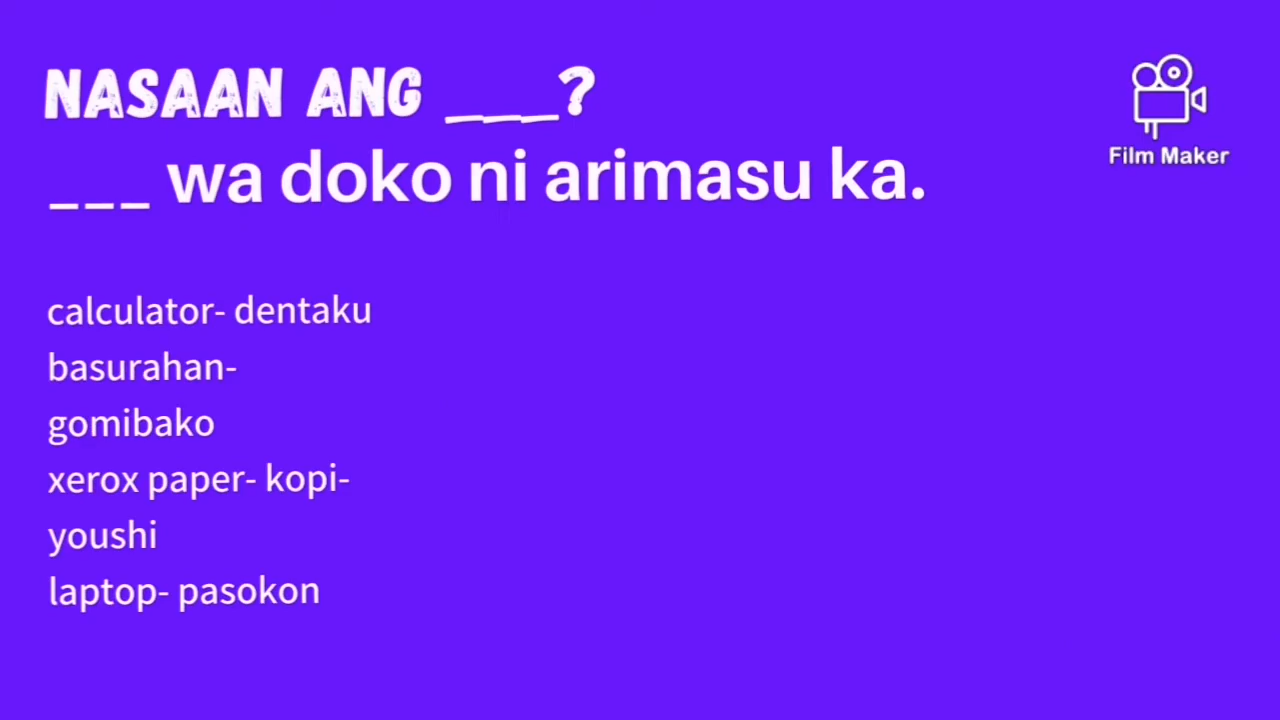 NASAAN ANG ___?
___ wa doko ni arimasu ka.
Film Maker
calculator- dentaku
basurahan-
gomibako
xerox paper- kopi-
youshi
laptop- pasokon